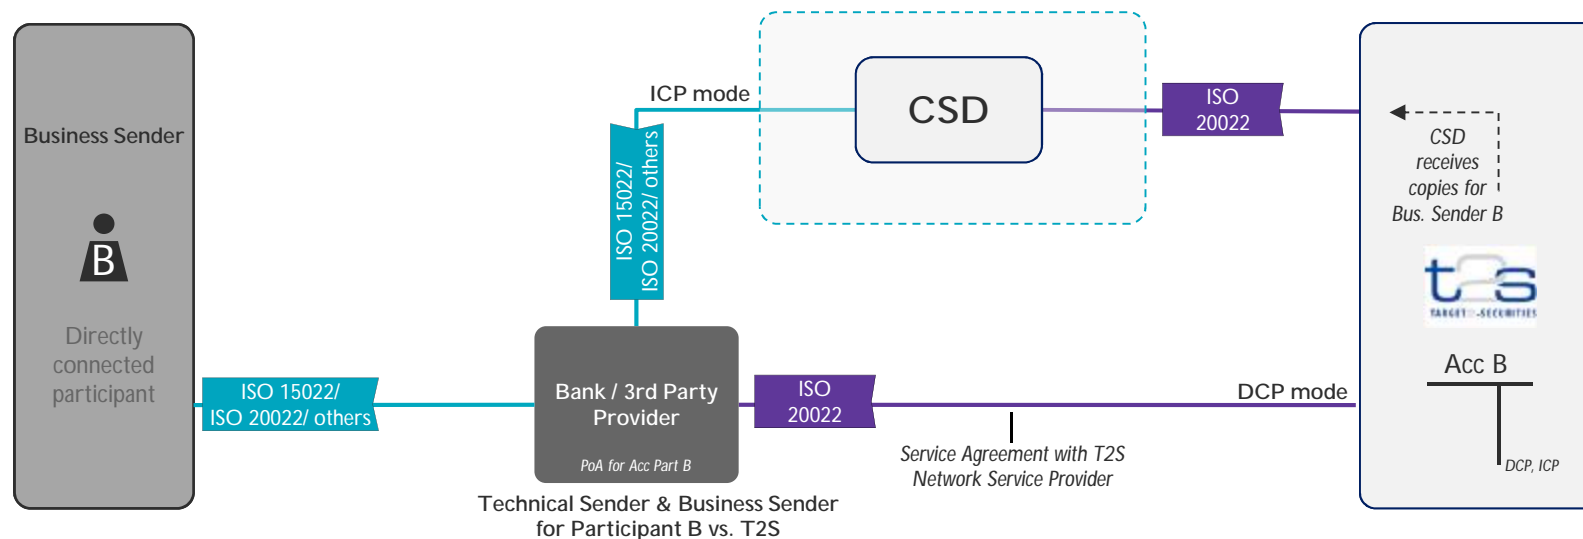 Business Sender
B
Directly
connected
participant
ISO 15022/
ISO 20022/ others
ICP mode
ISO 15022/
ISO 20022/ others
Bank / 3rd Party
Provider
PoA for Acc Part B
Technical Sender & Business Sender
for Participant B vs. T2S
CSD
ISO
20022
ISO
20022
Service Agreement with T2S
Network Service Provider
DCP mode
CSD
receives
copies for
Bus. Sender B
t2s
TARGET2-SECURITIES
Acc B
DCP, ICP